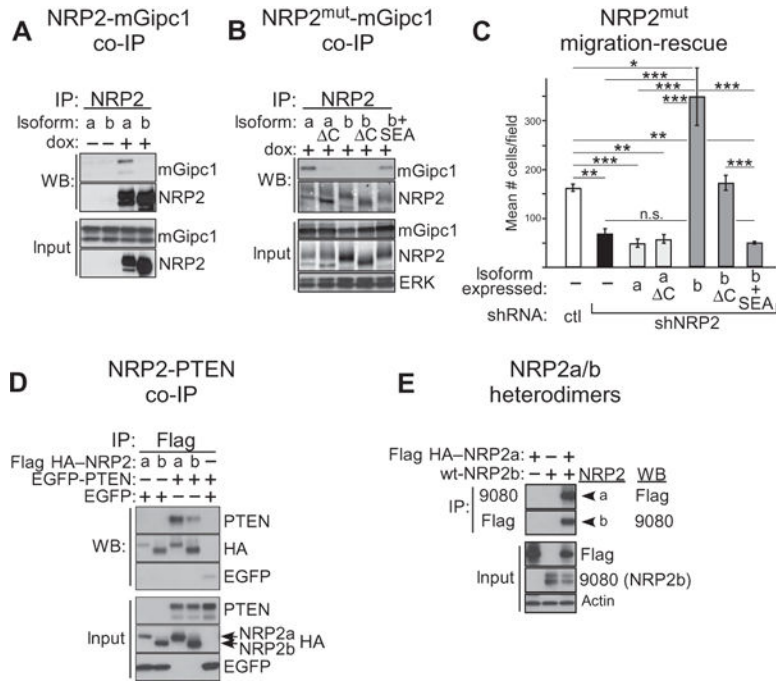 A
NRP2-mGipc1
co-IP
IP: NRP2
Isoform: a b a b
dox: − − + +
WB:
mGipc1
NRP2
Input
mGipc1
NRP2
B
NRP2mut-mGipc1
co-IP
IP: NRP2
Isoform: a a b b b+
ΔC ΔC SEA
dox: + + + + +
WB:
mGipc1
NRP2
Input
mGipc1
NRP2
ERK
C
NRP2mut
migration-rescue
Mean # cells/field
300
200
100
* 
***
*** ***
***
**
**
***
***
**
n.s.
Isoform − − a a b b b
expressed: ΔC ΔC +
SEA
shRNA: ctl shNRP2
D
NRP2-PTEN
co-IP
IP: Flag
Flag HA–NRP2: a b a b −
EGFP-PTEN − − + + +
EGFP: + + − − +
WB:
PTEN
HA
EGFP
Input
PTEN
NRP2a
NRP2b HA
EGFP
E
NRP2a/b
heterodimers
Flag HA–NRP2a: + − +
wt-NRP2b: − + + NRP2 WB
IP:
9080 a Flag
Flag b 9080
Input
Flag
9080 (NRP2b)
Actin